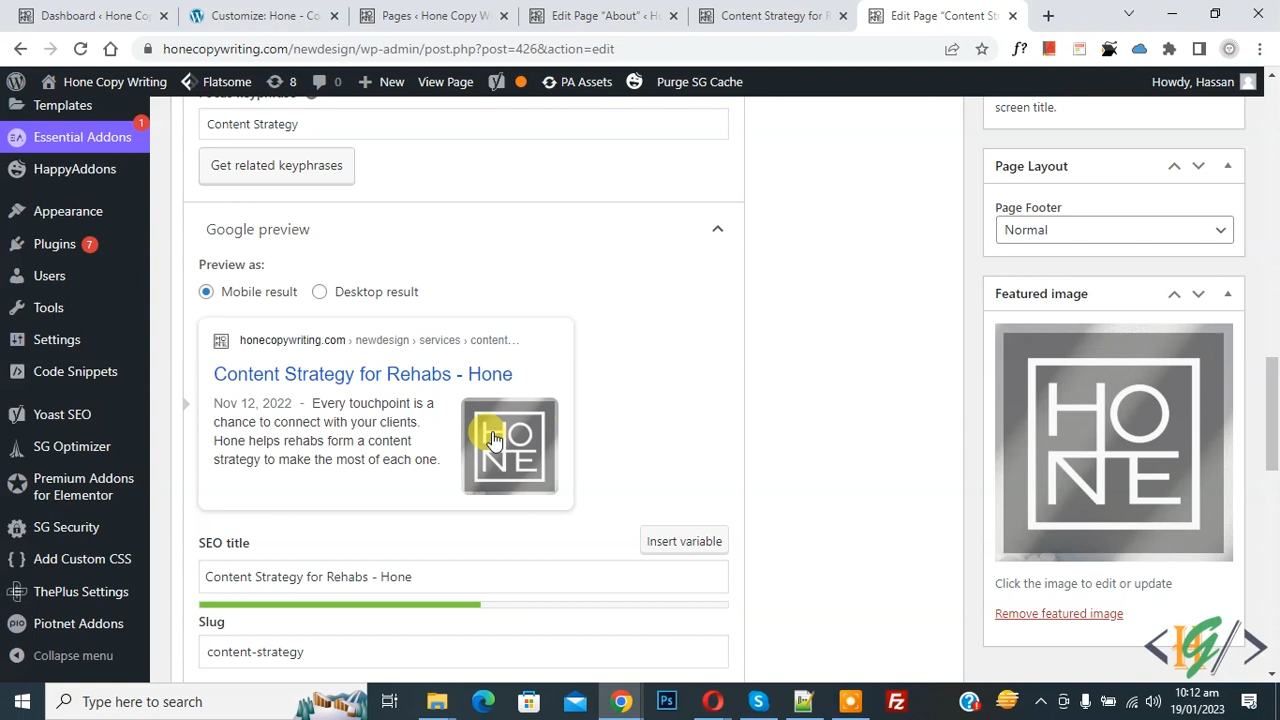 Dashboard ‹ Hone Cop
Customize: Hone - Co
Pages ‹ Hone Copy W
Edit Page “About” ‹ H
Content Strategy for R
Edit Page “Content St
honecopywriting.com/newdesign/wp-admin/post.php?post=426&action=edit
f?
Hone Copy Writing
Flatsome
8
0
New
View Page
PA Assets
Purge SG Cache
Howdy, Hassan
Templates
Essential Addons
1
HappyAddons
Appearance
Plugins 7
Users
Tools
Settings
Code Snippets
Yoast SEO
SG Optimizer
Premium Addons
for Elementor
SG Security
Add Custom CSS
ThePlus Settings
Piotnet Addons
Collapse menu
Focus keyphrase
Content Strategy
Get related keyphrases
Google preview
Preview as:
Mobile result
Desktop result
honecopywriting.com › newdesign › services › content…
Content Strategy for Rehabs - Hone
Nov 12, 2022 - Every touchpoint is a
chance to connect with your clients.
Hone helps rehabs form a content
strategy to make the most of each one.
HO
NE
SEO title
Insert variable
Content Strategy for Rehabs - Hone
Slug
content-strategy
screen title.
Page Layout
Page Footer
Normal
Featured image
HO
NE
Click the image to edit or update
Remove featured image
Type here to search
10:12 am
19/01/2023